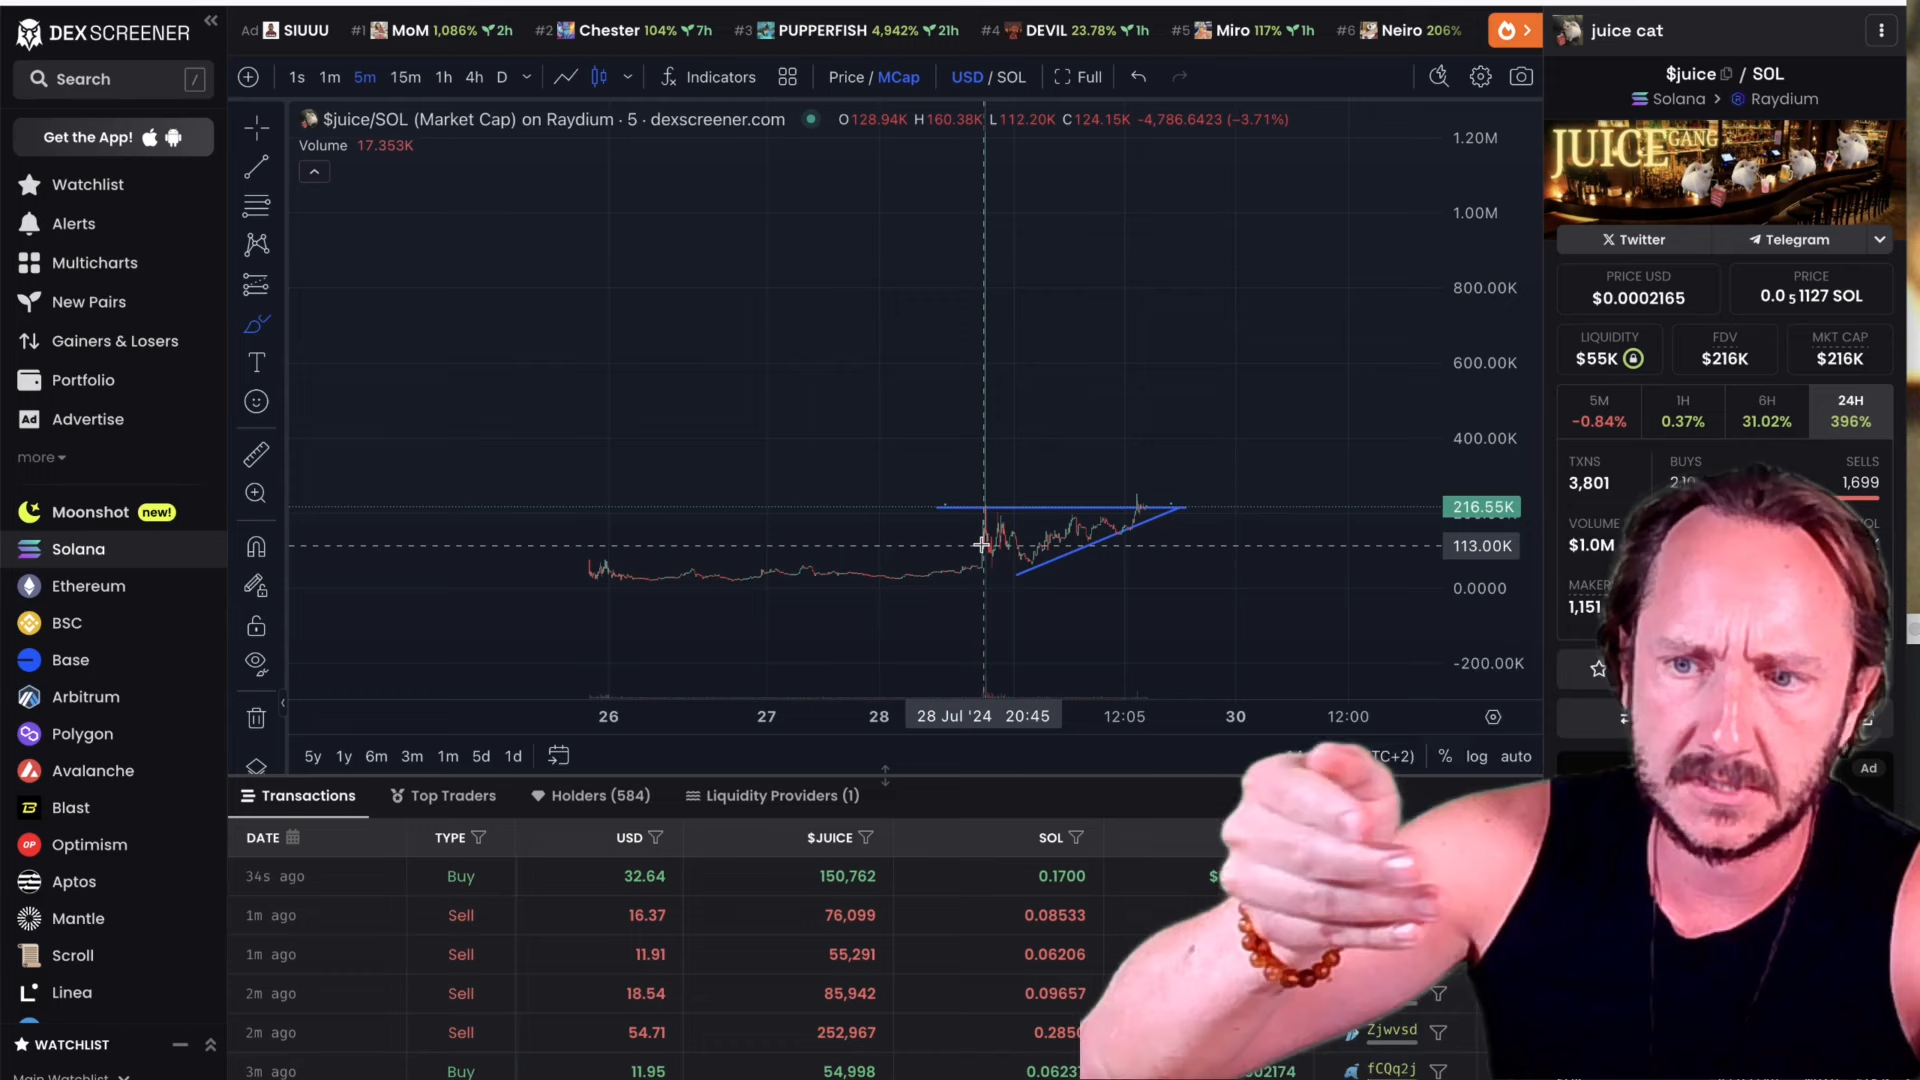 DEX SCREENER
Search /
Get the App!
Watchlist
Alerts
Multicharts
New Pairs
Gainers & Losers
Portfolio
Ad Advertise
more
Moonshot new!
Solana
Ethereum
BSC
Base
Arbitrum
Polygon
Avalanche
Blast
OP Optimism
Aptos
Mantle
Scroll
Linea
WATCHLIST
Main Watchlist
Ad SIUUU #1 MoM 1,086% 2h #2 Chester 104% 7h #3 PUPPERFISH 4,942% 21h #4 DEVIL 23.78% 1h #5 Miro 117% 1h #6 Neiro 206%
1s 1m 5m 15m 1h 4h D Indicators Price / MCap USD / SOL Full
$juice/SOL (Market Cap) on Raydium · 5 · dexscreener.com O128.94K H160.38K L112.20K C124.15K -4,786.6423 (−3.71%)
Volume 17.353K
1.20M
1.00M
800.00K
600.00K
400.00K
216.55K
113.00K
0.0000
-200.00K
26 27 28 28 Jul '24 20:45 12:05 30 12:00
5y 1y 6m 3m 1m 5d 1d TC+2) % log auto
Transactions Top Traders Holders (584) Liquidity Providers (1)
DATE TYPE USD $JUICE SOL
34s ago Buy 32.64 150,762 0.1700 $
1m ago Sell 16.37 76,099 0.08533
1m ago Sell 11.91 55,291 0.06206
2m ago Sell 18.54 85,942 0.09657
2m ago Sell 54.71 252,967 0.285 Zjwvsd
3m ago Buy 11.95 54,998 0.0623 02174 fCQq2j
juice cat
$juice / SOL
Solana > Raydium
JUICE GANG
Twitter Telegram
PRICE USD PRICE
$0.0002165 0.0₅1127 SOL
LIQUIDITY FDV MKT CAP
$55K $216K $216K
5M 1H 6H 24H
-0.84% 0.37% 31.02% 396%
TXNS BUYS SELLS
3,801 1,699
VOLUME
$1.0M
MAKER
1,151
Ad